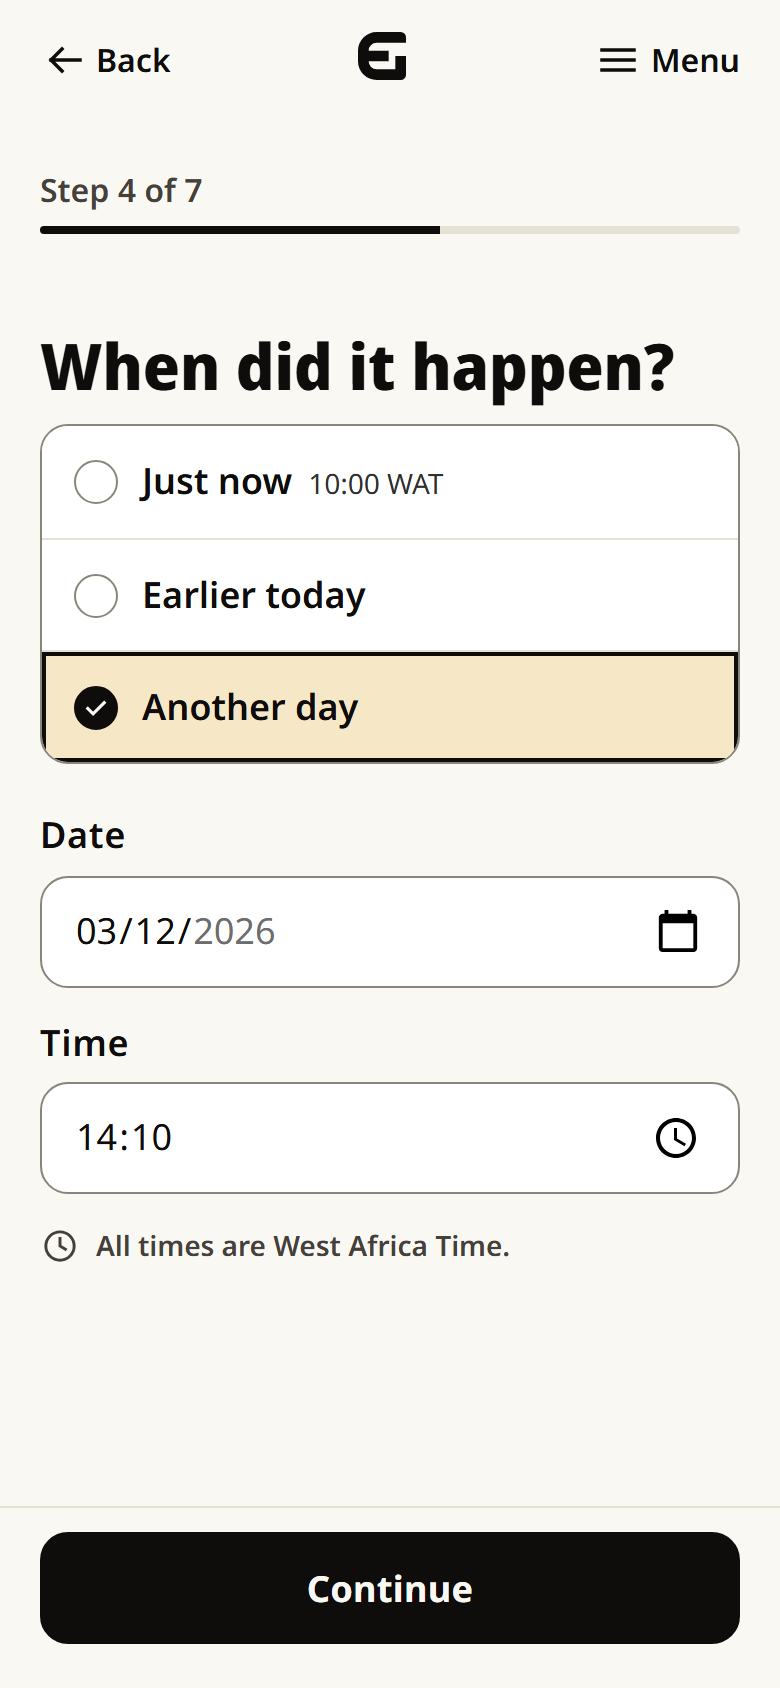 Back
Menu
Step 4 of 7
When did it happen?
Just now 10:00 WAT
Earlier today
Another day
Date
03/12/2026
Time
14:10
All times are West Africa Time.
Continue